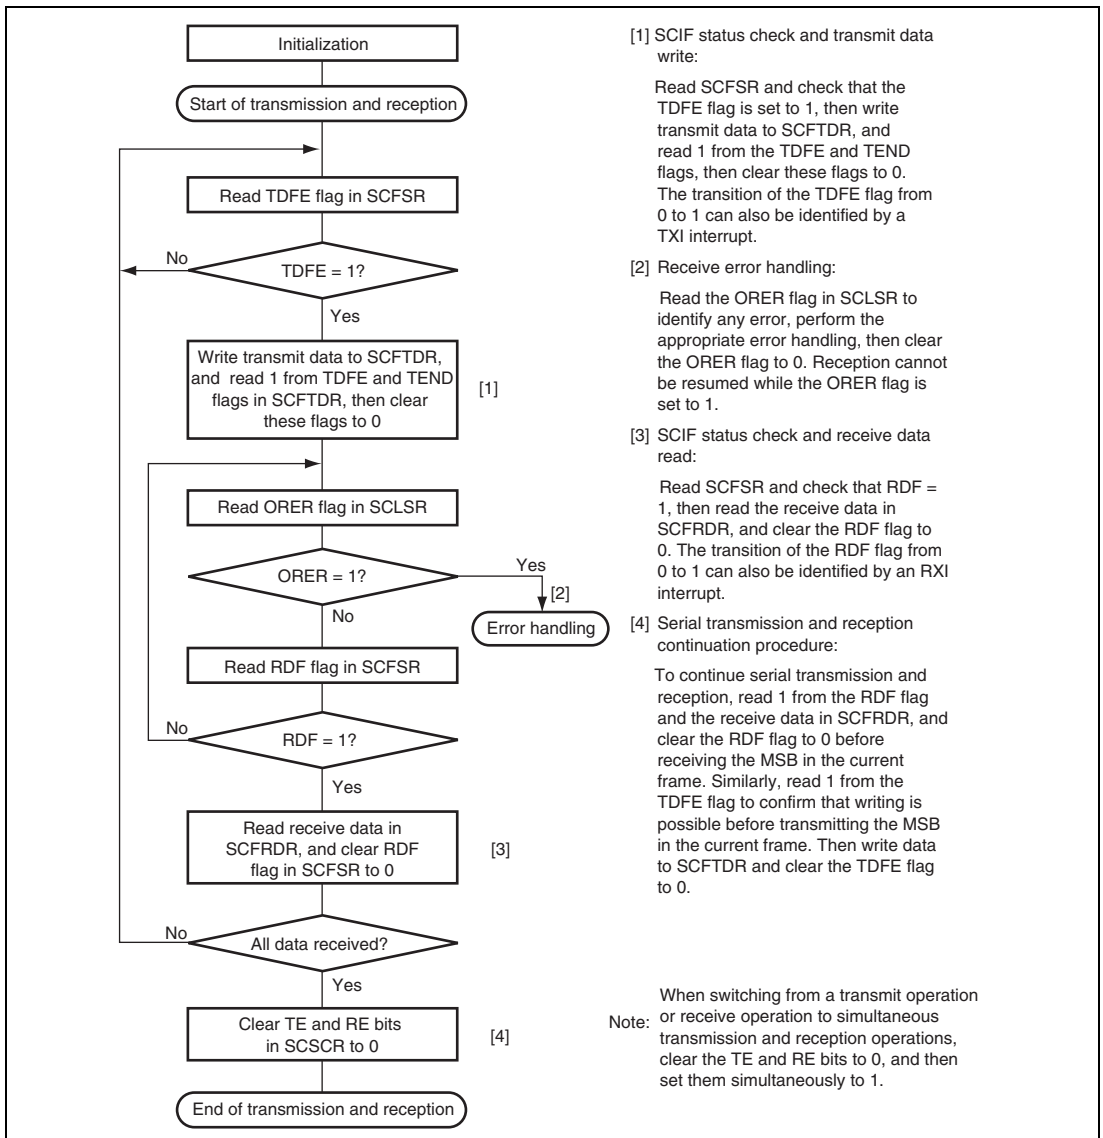 Initialization
Start of transmission and reception
Read TDFE flag in SCFSR
No
TDFE = 1?
Yes
Write transmit data to SCFTDR,
and read 1 from TDFE and TEND
flags in SCFTDR, then clear
these flags to 0
[1]
Read ORER flag in SCLSR
ORER = 1?
Yes
[2]
Error handling
No
Read RDF flag in SCFSR
No
RDF = 1?
Yes
Read receive data in
SCFRDR, and clear RDF
flag in SCFSR to 0
[3]
No
All data received?
Yes
Clear TE and RE bits
in SCSCR to 0
[4]
End of transmission and reception
[1] SCIF status check and transmit data
write:
Read SCFSR and check that the
TDFE flag is set to 1, then write
transmit data to SCFTDR, and
read 1 from the TDFE and TEND
flags, then clear these flags to 0.
The transition of the TDFE flag from
0 to 1 can also be identified by a
TXI interrupt.
[2] Receive error handling:
Read the ORER flag in SCLSR to
identify any error, perform the
appropriate error handling, then clear
the ORER flag to 0. Reception cannot
be resumed while the ORER flag is
set to 1.
[3] SCIF status check and receive data
read:
Read SCFSR and check that RDF =
1, then read the receive data in
SCFRDR, and clear the RDF flag to
0. The transition of the RDF flag from
0 to 1 can also be identified by an RXI
interrupt.
[4] Serial transmission and reception
continuation procedure:
To continue serial transmission and
reception, read 1 from the RDF flag
and the receive data in SCFRDR, and
clear the RDF flag to 0 before
receiving the MSB in the current
frame. Similarly, read 1 from the
TDFE flag to confirm that writing is
possible before transmitting the MSB
in the current frame. Then write data
to SCFTDR and clear the TDFE flag
to 0.
Note: When switching from a transmit operation
or receive operation to simultaneous
transmission and reception operations,
clear the TE and RE bits to 0, and then
set them simultaneously to 1.